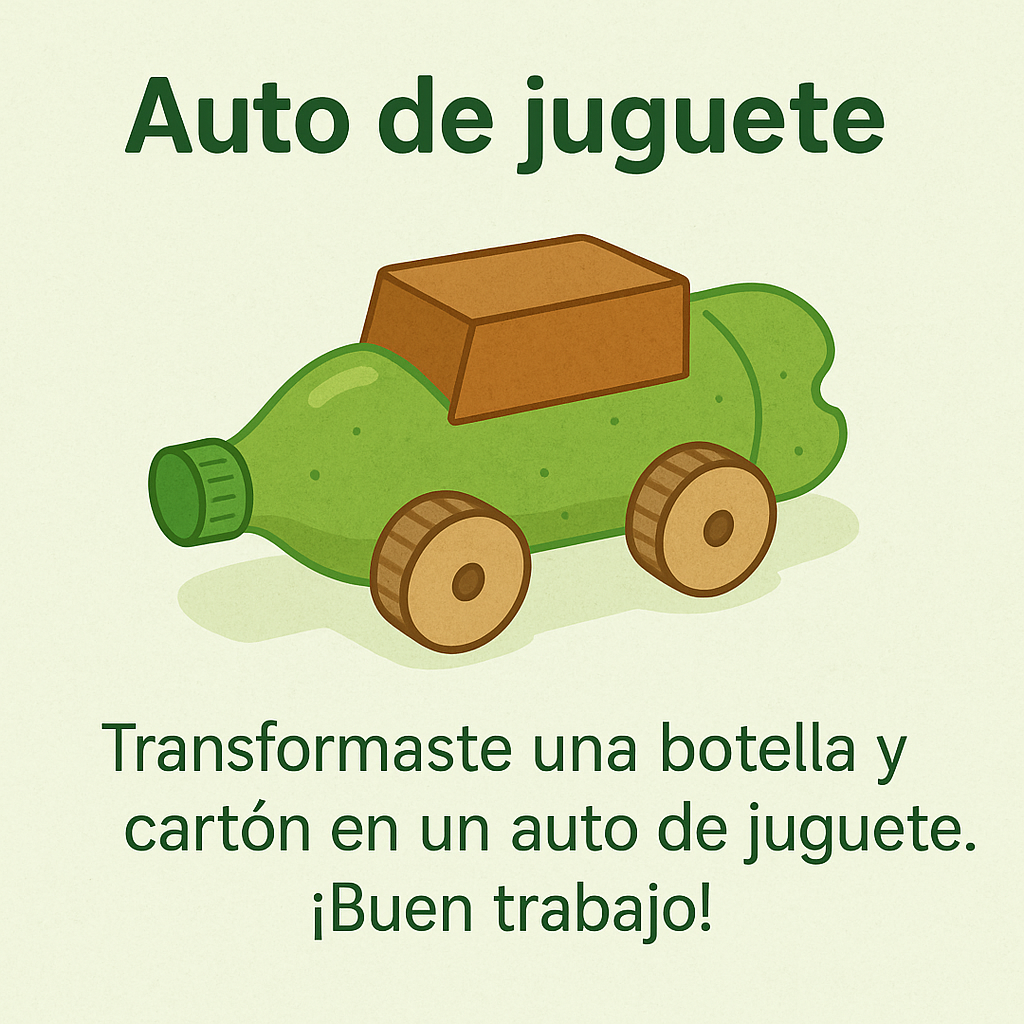 Auto de juguete
Transformaste una botella y
cartón en un auto de juguete.
¡Buen trabajo!